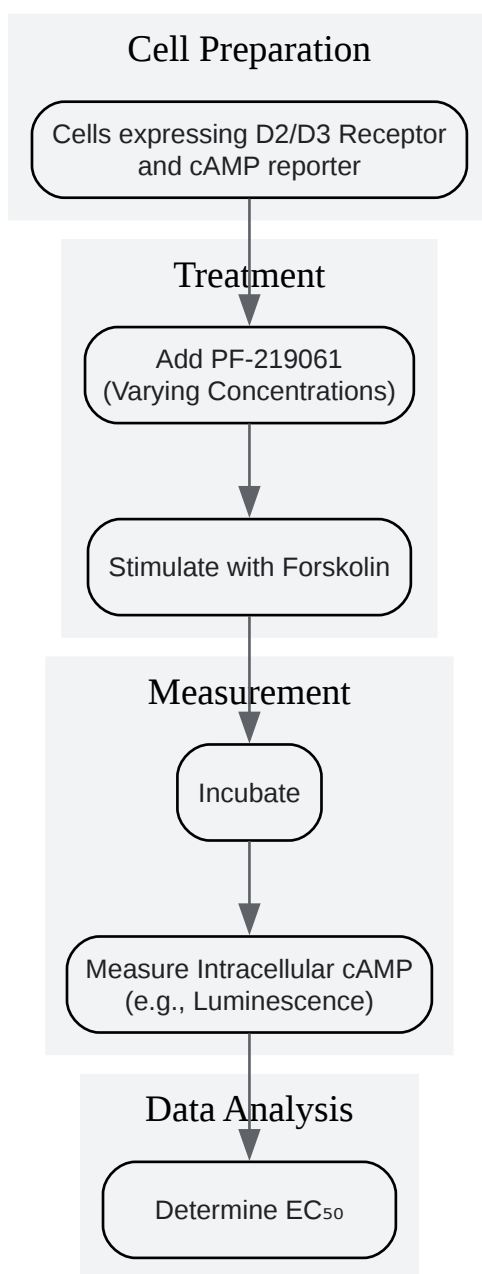 Cell Preparation
Cells expressing D2/D3 Receptor
and cAMP reporter
Treatment
Add PF-219061
(Varying Concentrations)
Stimulate with Forskolin
Measurement
Incubate
Measure Intracellular cAMP
(e.g., Luminescence)
Data Analysis
Determine EC₅₀